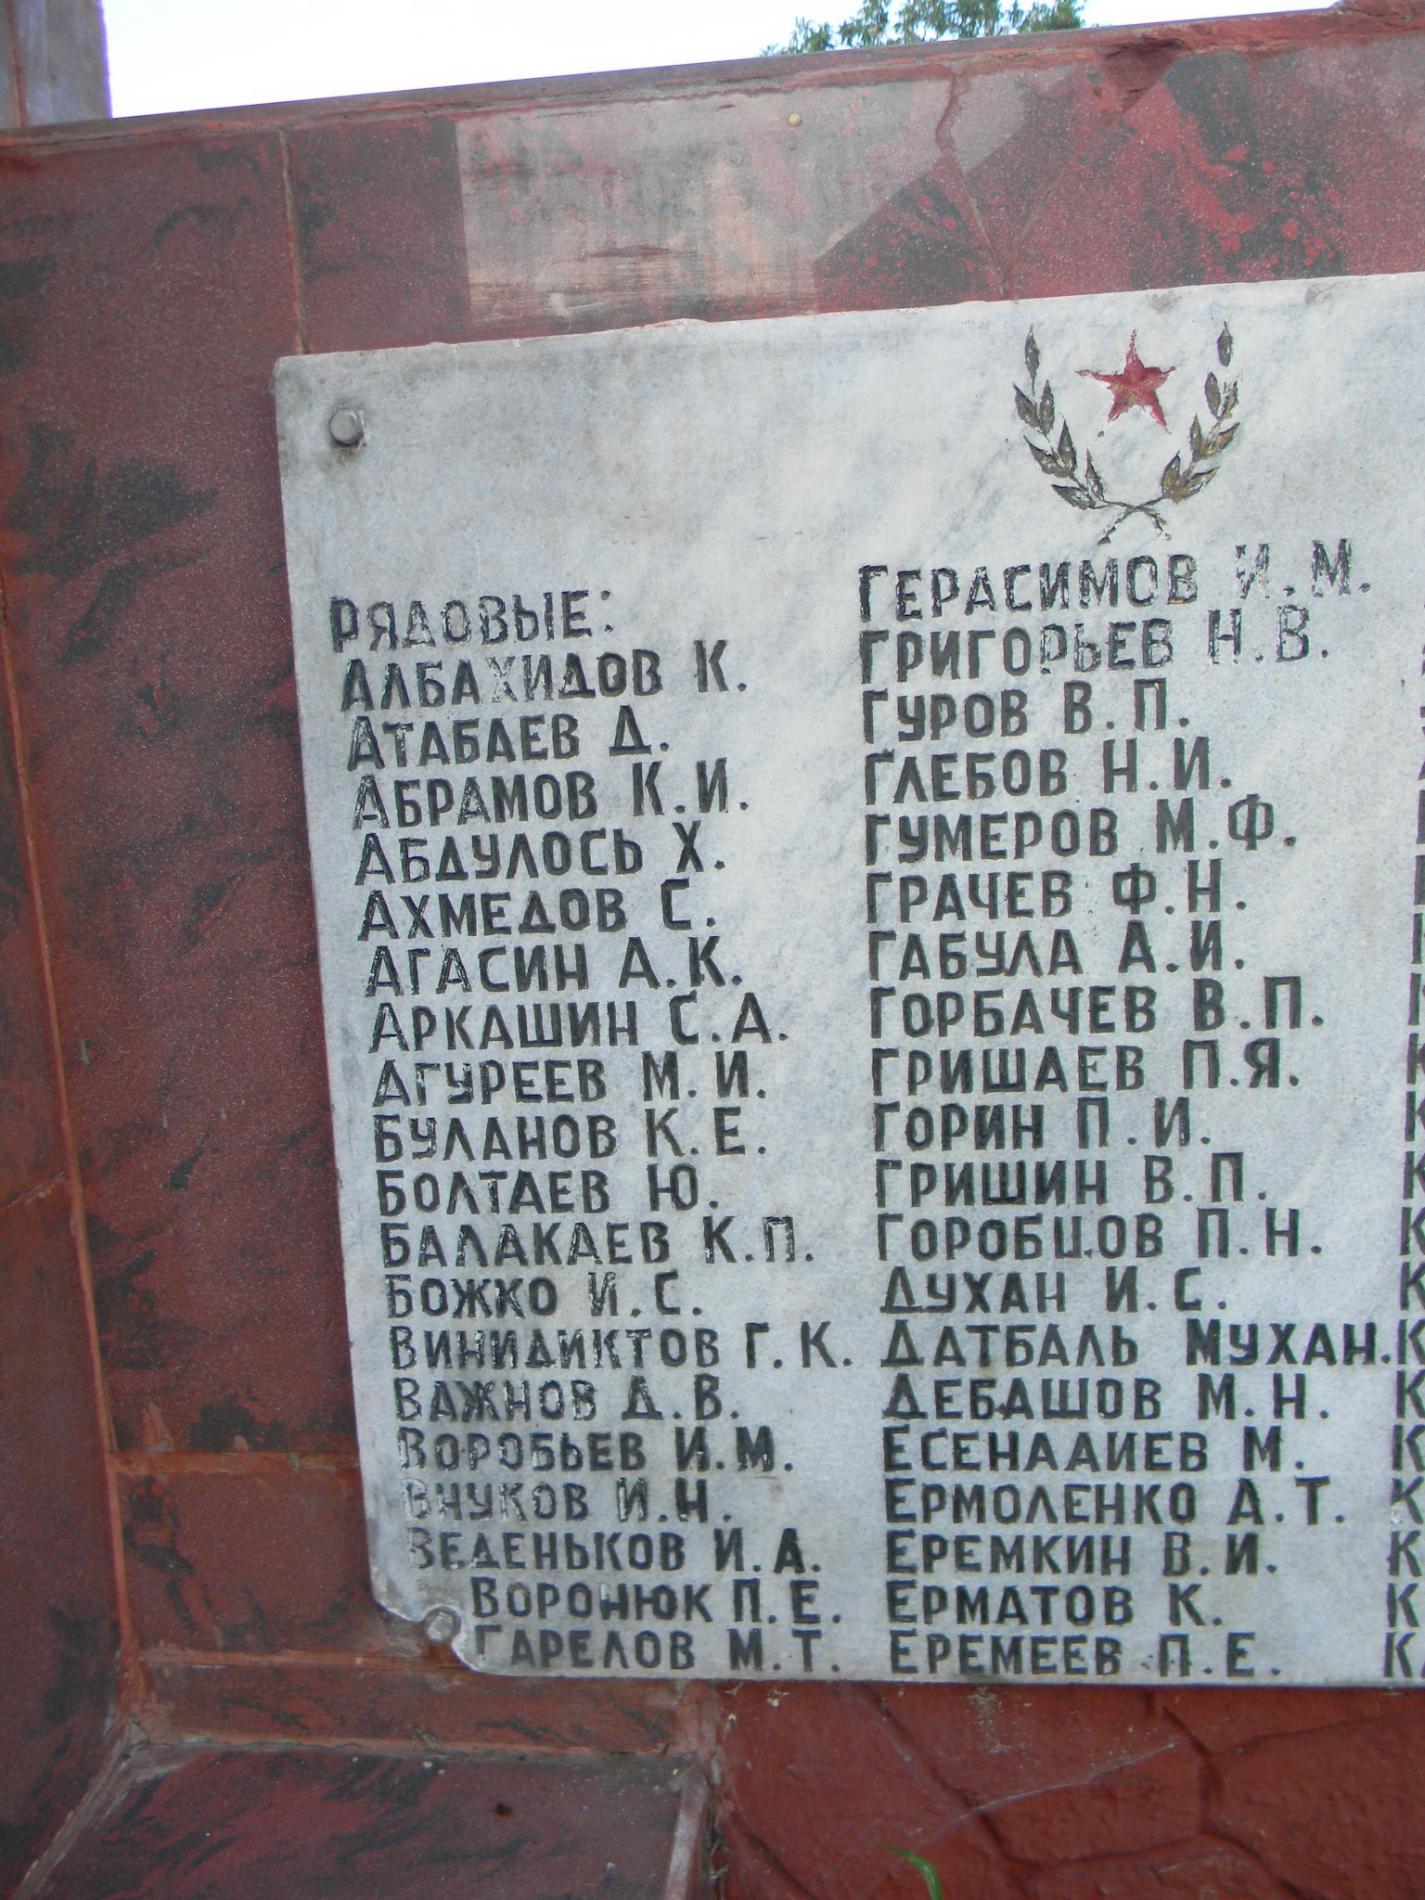 РЯДОВЫЕ:
АЛБАХИДОВ К.
АТАБАЕВ Д.
АБРАМОВ К.И.
АБДУЛОСЬ Х.
АХМЕДОВ С.
АГАСИН А.К.
АРКАШИН С.А.
АГУРЕЕВ М.И.
БУЛАНОВ К.Е.
БОЛТАЕВ Ю.
БАЛАКАЕВ К.П.
БОЖКО И.С.
ВИНИДИКТОВ Г.К.
ВАЖНОВ Д.В.
ВОРОБЬЕВ И.М.
ВНУКОВ И.Н.
ВЕДЕНЬКОВ И.А.
ВОРОНЮК П.Е.
ГАРЕЛОВ М.Т.
ГЕРАСИМОВ И.М.
ГРИГОРЬЕВ Н.В.
ГУРОВ В.П.
ГЛЕБОВ Н.И.
ГУМЕРОВ М.Ф.
ГРАЧЕВ Ф.Н.
ГАБУЛА А.И.
ГОРБАЧЕВ В.П.
ГРИШАЕВ П.Я.
ГОРИН П.И.
ГРИШИН В.П.
ГОРОБЦОВ П.Н.
ДУХАН И.С.
ДАТБАЛЬ МУХАН.
ДЕБАШОВ М.Н.
ЕСЕНААИЕВ М.
ЕРМОЛЕНКО А.Т.
ЕРЕМКИН В.И.
ЕРМАТОВ К.
ЕРЕМЕЕВ П.Е.